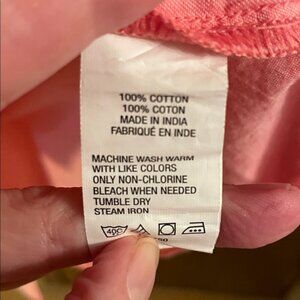 100% COTTON
100% COTON
MADE IN INDIA
FABRIQUÉ EN INDE
MACHINE WASH WARM
WITH LIKE COLORS
ONLY NON-CHLORINE
BLEACH WHEN NEEDED
TUMBLE DRY
STEAM IRON
40C